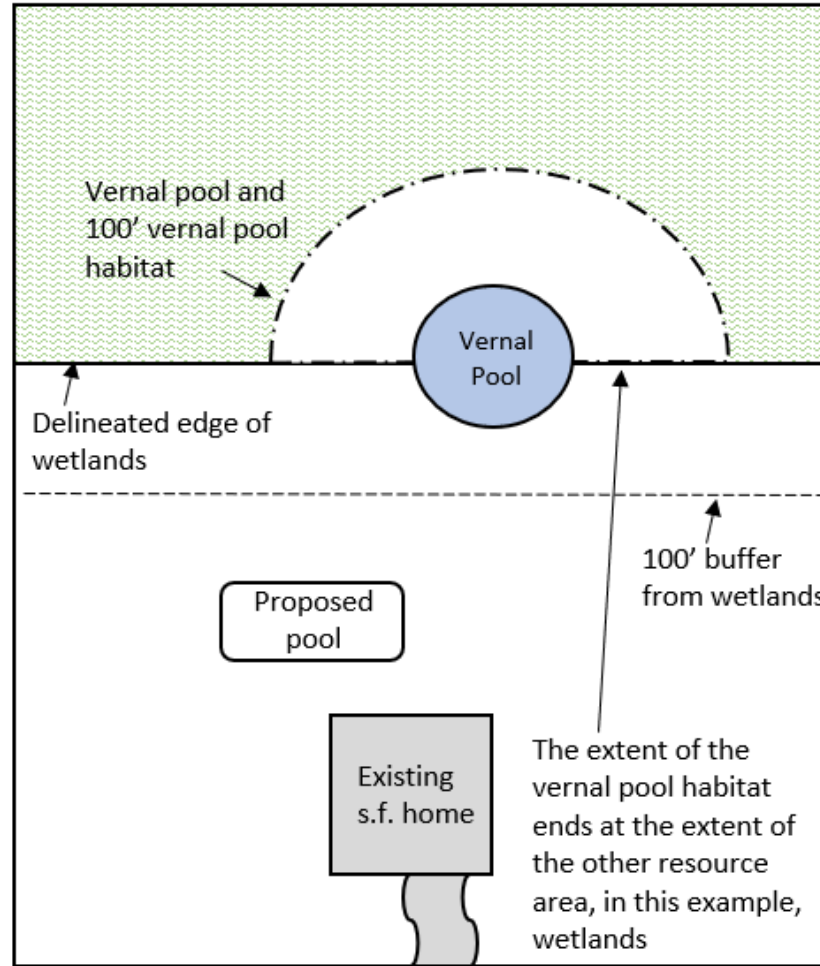 Vernal pool and
100’ vernal pool
habitat
Vernal
Pool
Delineated edge of
wetlands
100’ buffer
from wetlands
Proposed
pool
Existing
s.f. home
The extent of the
vernal pool habitat
ends at the extent of
the other resource
area, in this example,
wetlands